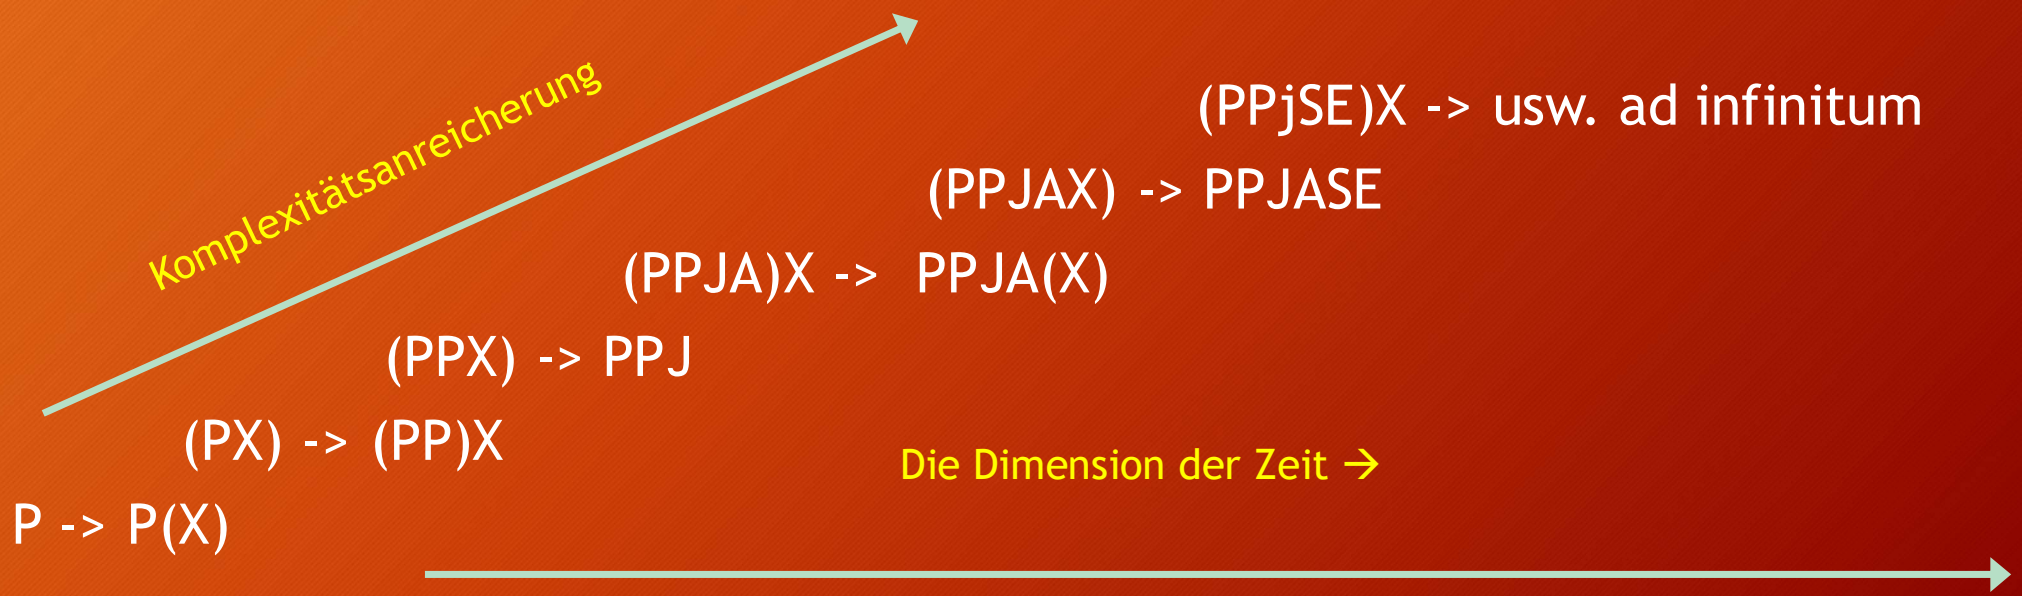 Komplexitätsanreicherung
(PPjSE)X -> usw. ad infinitum
(PPJAX) -> PPJASE
(PPJA)X -> PPJA(X)
(PPX) -> PPJ
(PX) -> (PP)X
Die Dimension der Zeit →
P -> P(X)